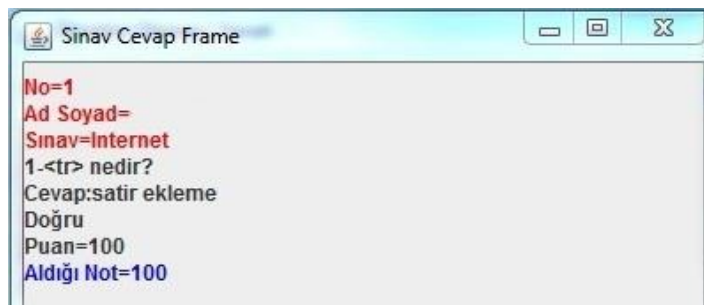 Sinav Cevap Frame
No=1
Ad Soyad=
Sınav=Internet
1-<tr> nedir?
Cevap:satir ekleme
Doğru
Puan=100
Aldığı Not=100